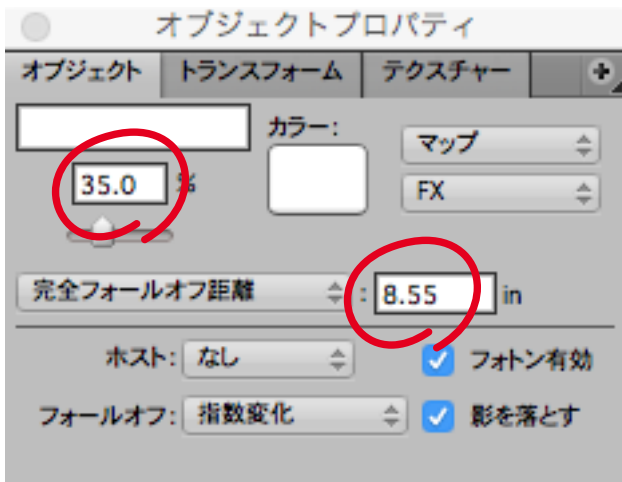 オブジェクトプロパティ
オブジェクト トランスフォーム テクスチャー
カラー:
マップ
35.0 %
FX
完全フォールオフ距離 : 8.55 in
ホスト: なし フォトン有効
フォールオフ: 指数変化 影を落とす